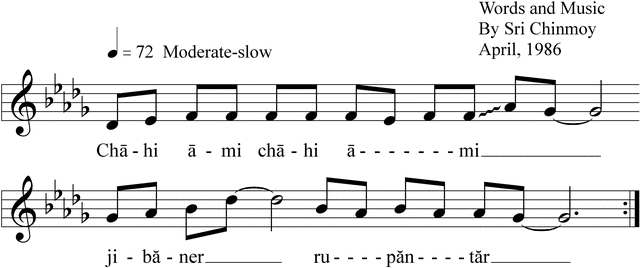 Words and Music
By Sri Chinmoy
April, 1986
= 72 Moderate-slow
Chā - hi ā - mi chā - hi ā - - - - - - - mi
ji - bă - ner ru - - - - păn - - - - tăr